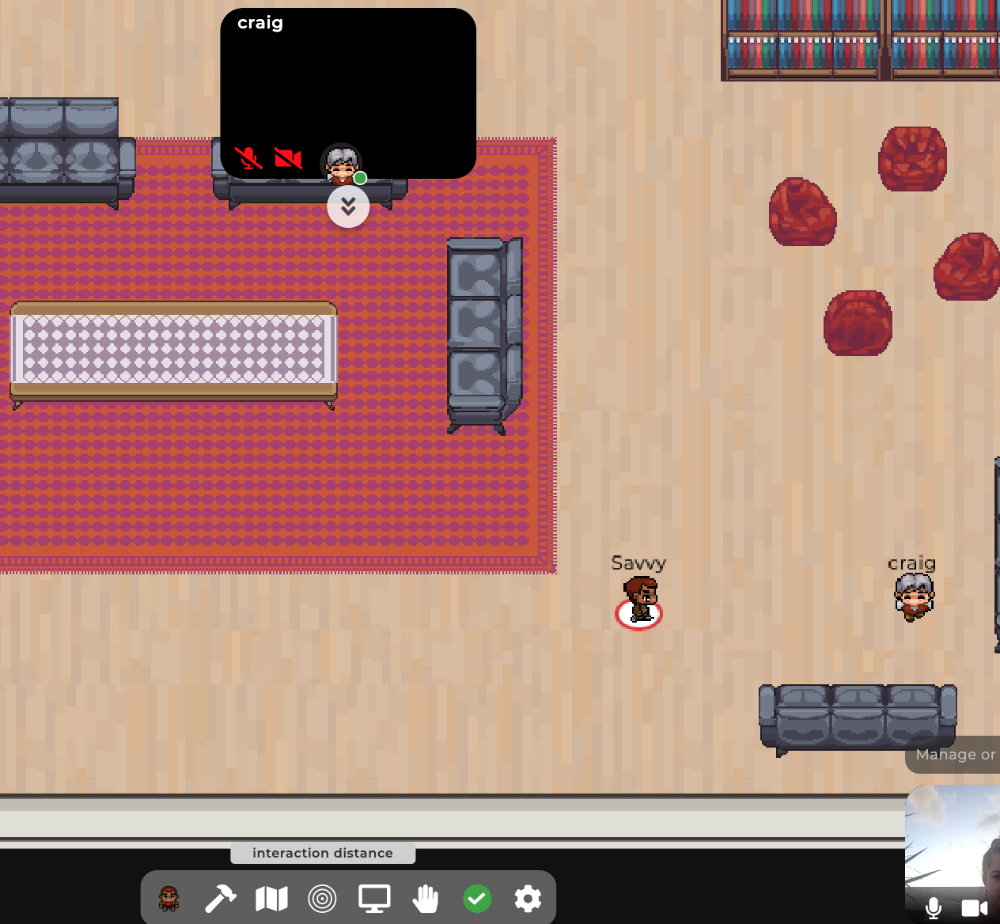 craig
Savvy
craig
Manage or
interaction distance